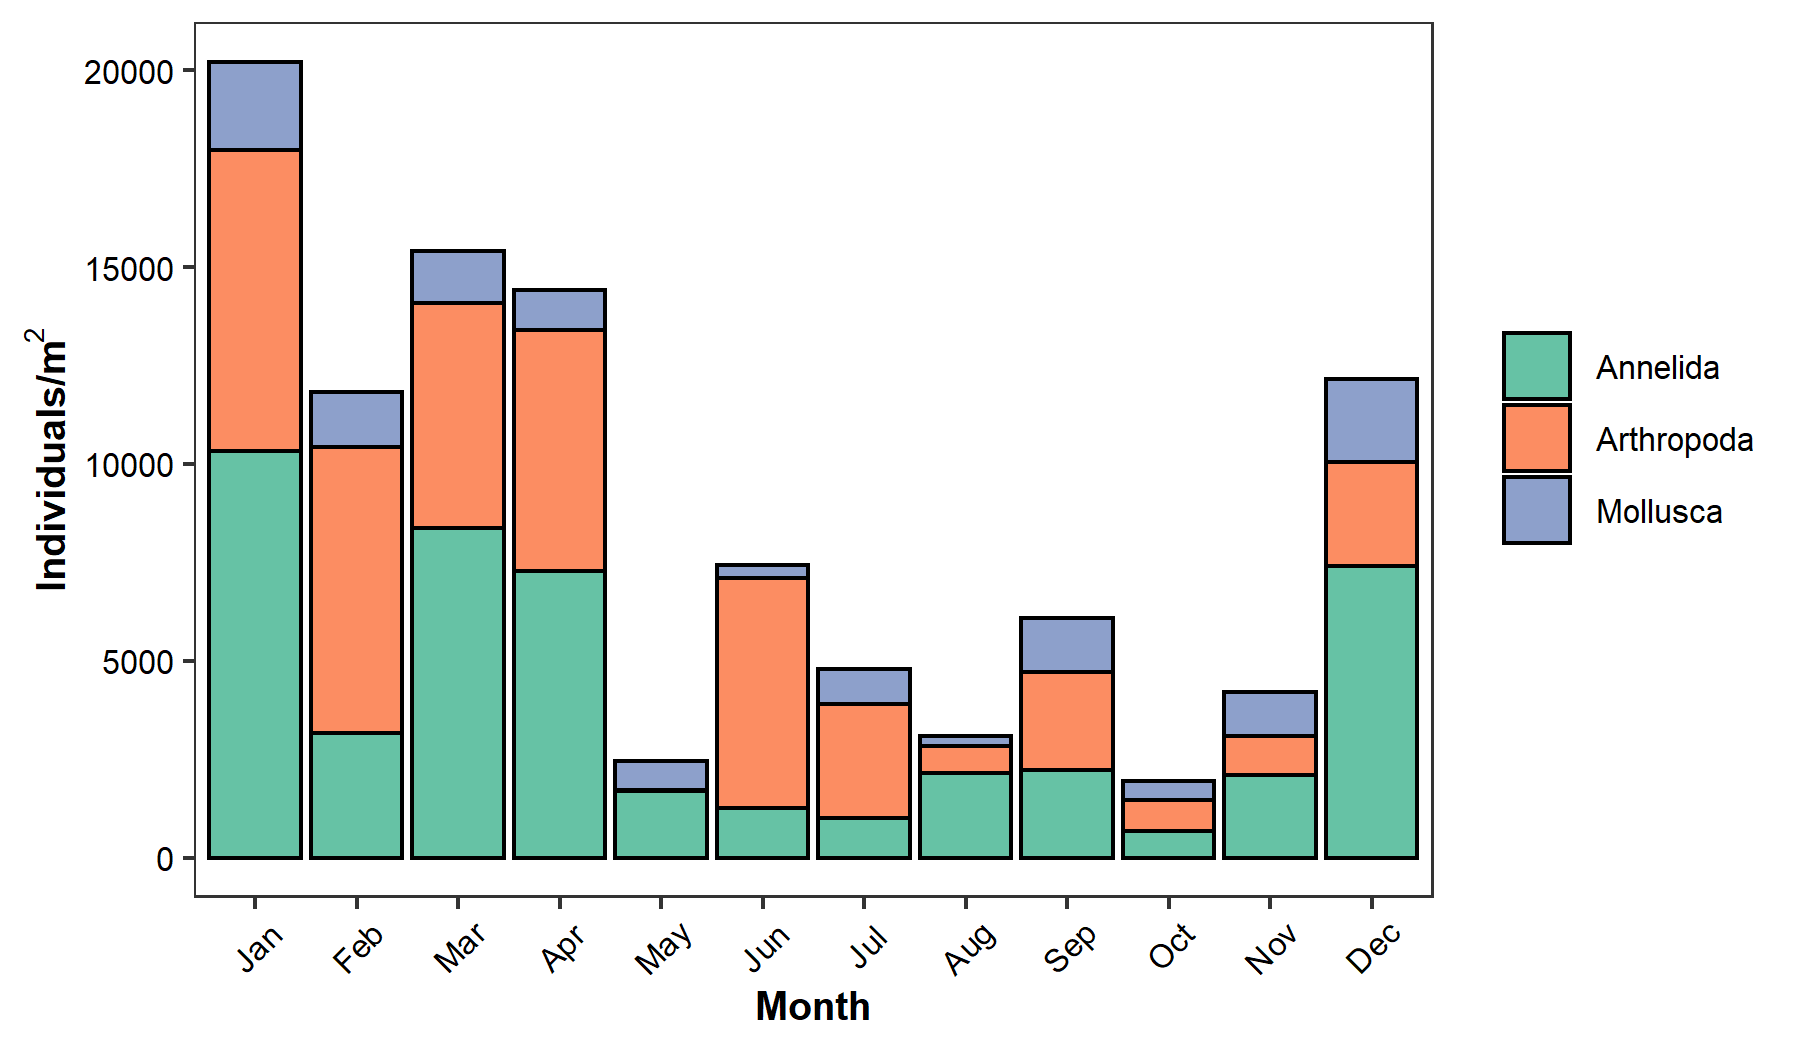 Individuals/m²
20000
15000
10000
5000
0
Jan Feb Mar Apr May Jun Jul Aug Sep Oct Nov Dec
Month
Annelida
Arthropoda
Mollusca